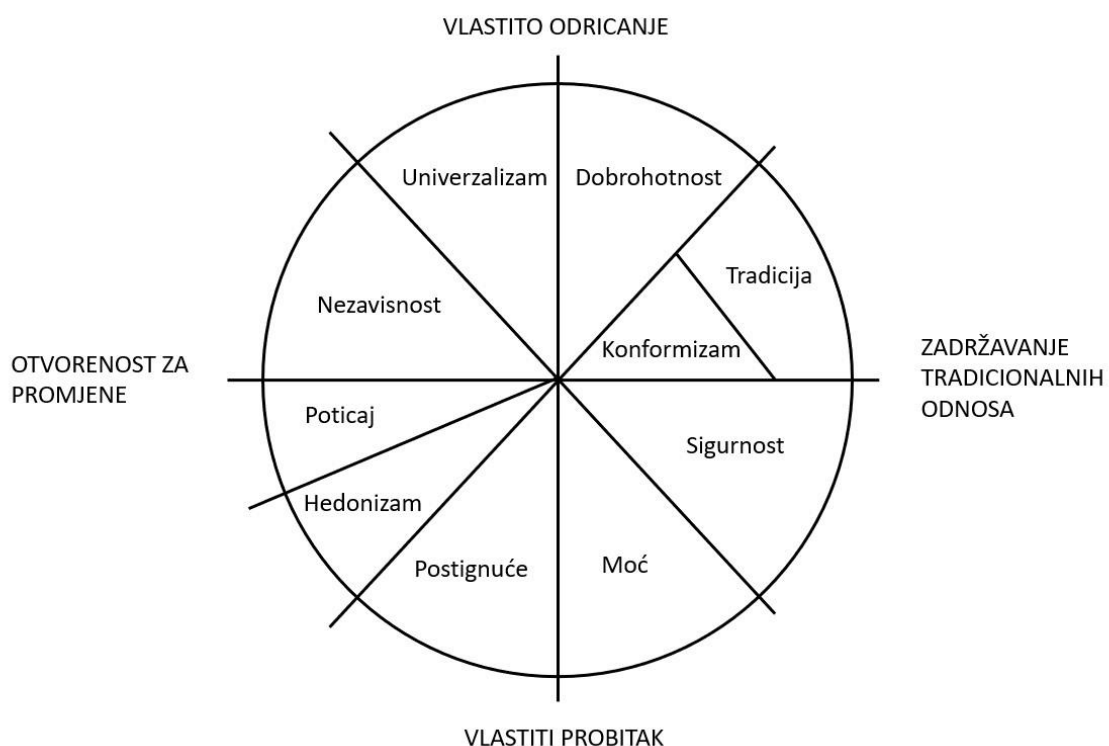 VLASTITO ODRICANJE
Univerzalizam
Dobrohotnost
Tradicija
Nezavisnost
Konformizam
OTVORENOST ZA
PROMJENE
ZADRŽAVANJE
TRADICIONALNIH
ODNOSA
Poticaj
Sigurnost
Hedonizam
Postignuće
Moć
VLASTITI PROBITAK